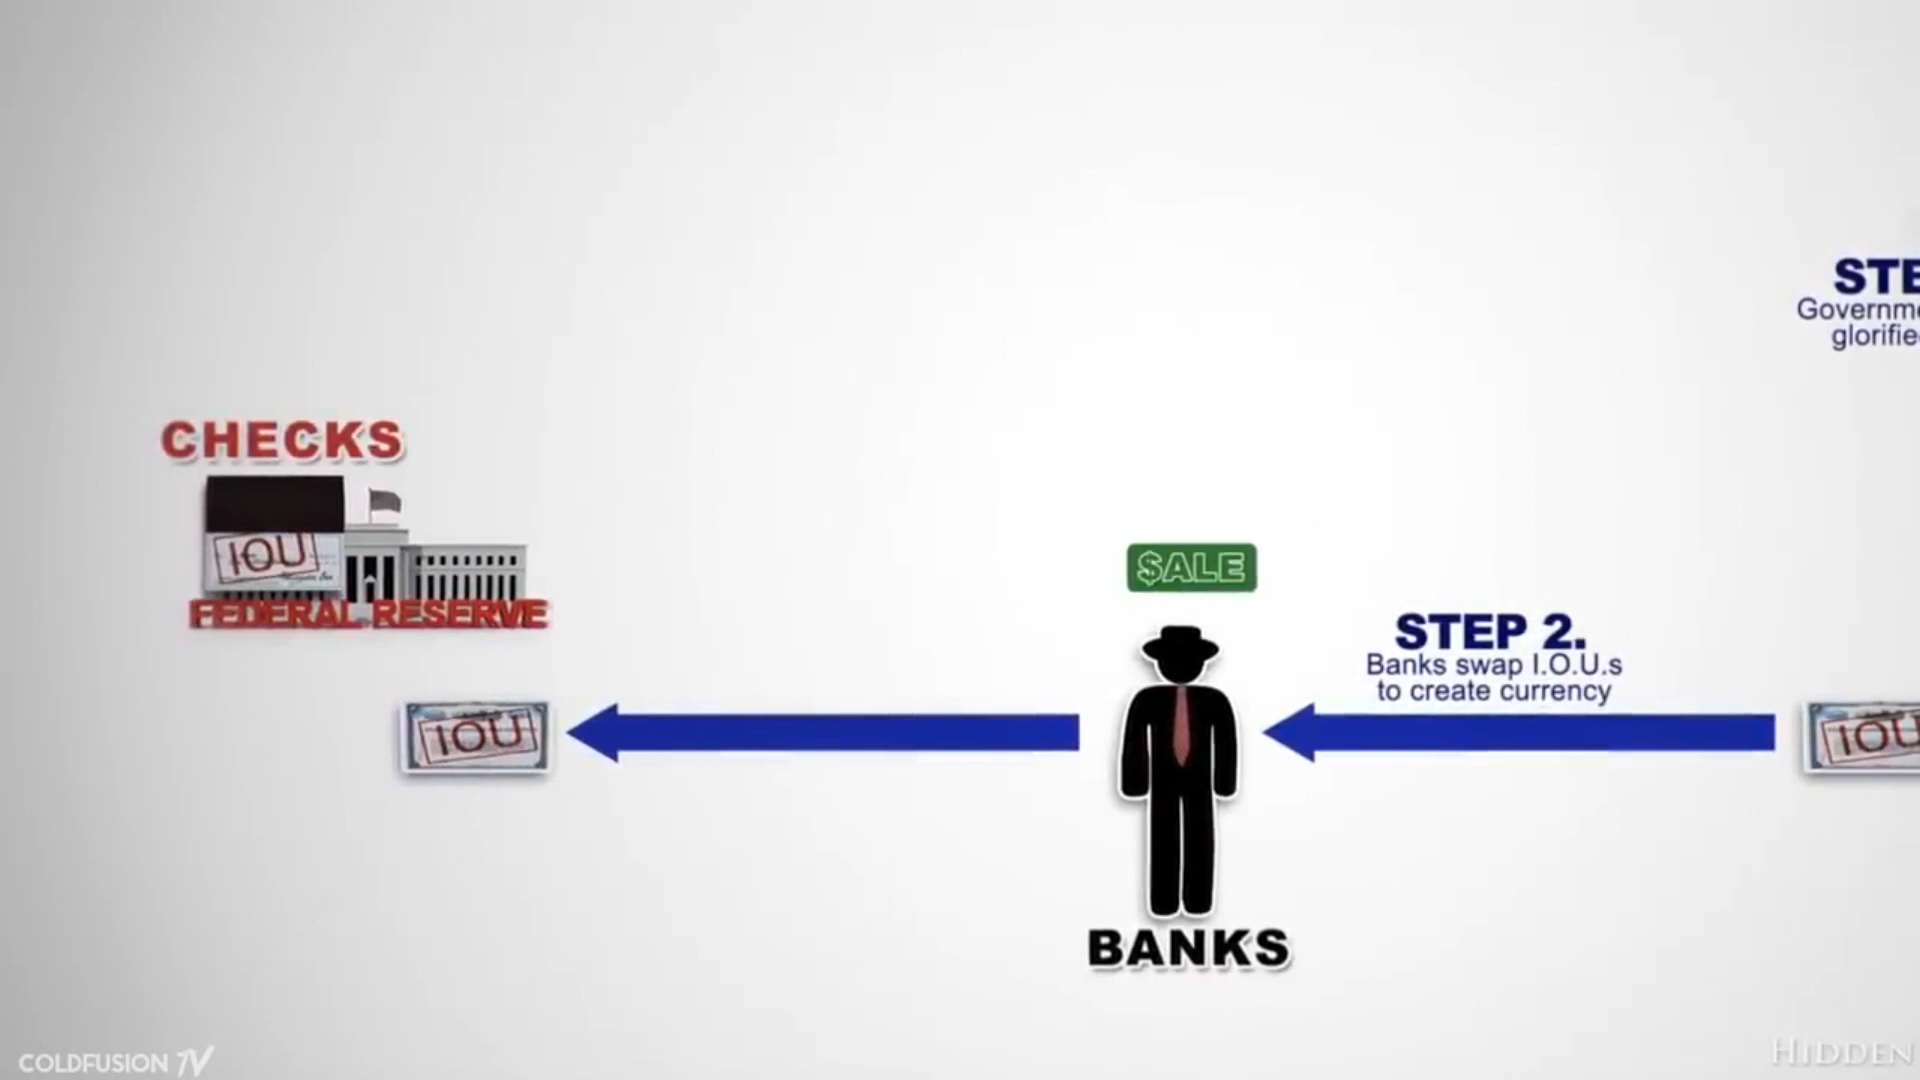 STE
Governme
glorifie
CHECKS
IOU
FEDERAL RESERVE
$ALE
STEP 2.
Banks swap I.O.U.s
to create currency
IOU
IOU
BANKS
COLDFUSION TV
HIDDEN